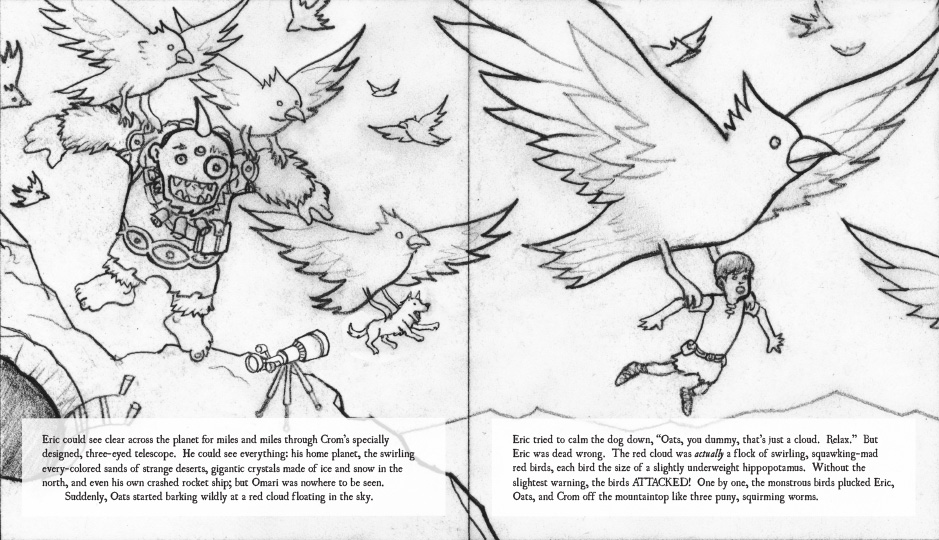 Eric could see clear across the planet for miles and miles through Crom's specially
designed, three-eyed telescope. He could see everything: his home planet, the swirling
every-colored sands of strange deserts, gigantic crystals made of ice and snow in the
north, and even his own crashed rocket ship; but Omari was nowhere to be seen.
Suddenly, Oats started barking wildly at a red cloud floating in the sky.
Eric tried to calm the dog down, "Oats, you dummy, that's just a cloud. Relax." But
Eric was dead wrong. The red cloud was actually a flock of swirling, squawking-mad
red birds, each bird the size of a slightly underweight hippopotamus. Without the
slightest warning, the birds ATTACKED! One by one, the monstrous birds plucked Eric,
Oats, and Crom off the mountaintop like three puny, squirming worms.